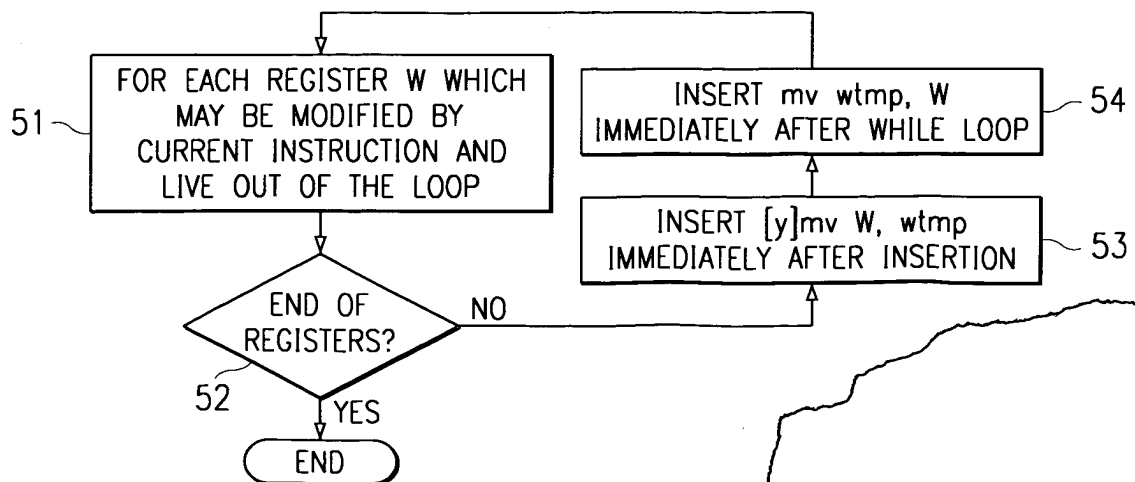 51
FOR EACH REGISTER W WHICH
MAY BE MODIFIED BY
CURRENT INSTRUCTION AND
LIVE OUT OF THE LOOP
INSERT mv wtmp, W
IMMEDIATELY AFTER WHILE LOOP
54
INSERT [y]mv W, wtmp
IMMEDIATELY AFTER INSERTION
53
END OF
REGISTERS?
52
NO
YES
END